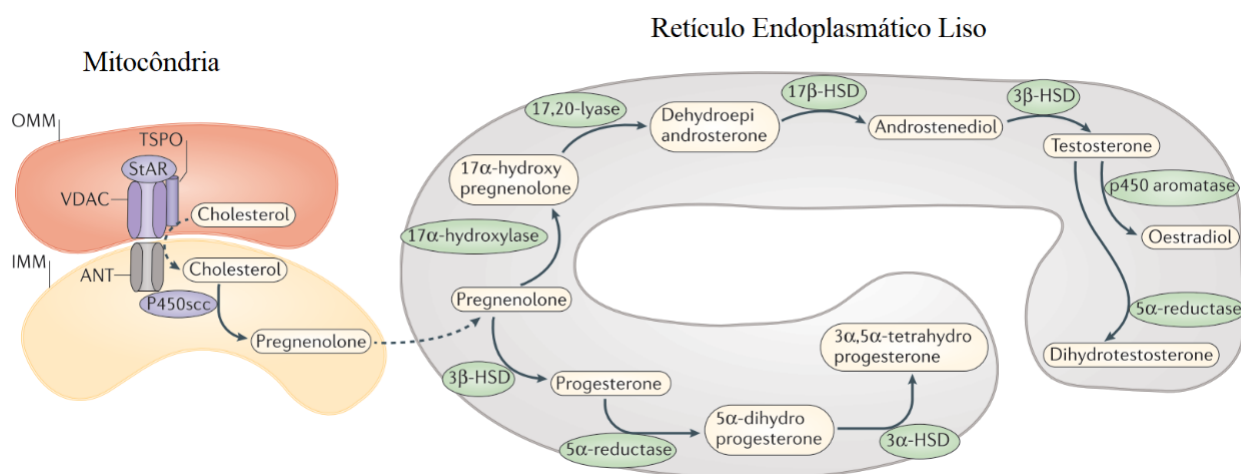 Mitocôndria
Retículo Endoplasmático Liso
OMM
TSPO
StAR
VDAC
Cholesterol
IMM
ANT
Cholesterol
P450scc
Pregnenolone
17,20-lyase
Dehydroepi
androsterone
17β-HSD
Androstenediol
3β-HSD
Testosterone
17α-hydroxy
pregnenolone
p450 aromatase
17α-hydroxylase
Oestradiol
Pregnenolone
5α-reductase
3α,5α-tetrahydro
progesterone
Dihydrotestosterone
3β-HSD
Progesterone
5α-dihydro
progesterone
5α-reductase
3α-HSD